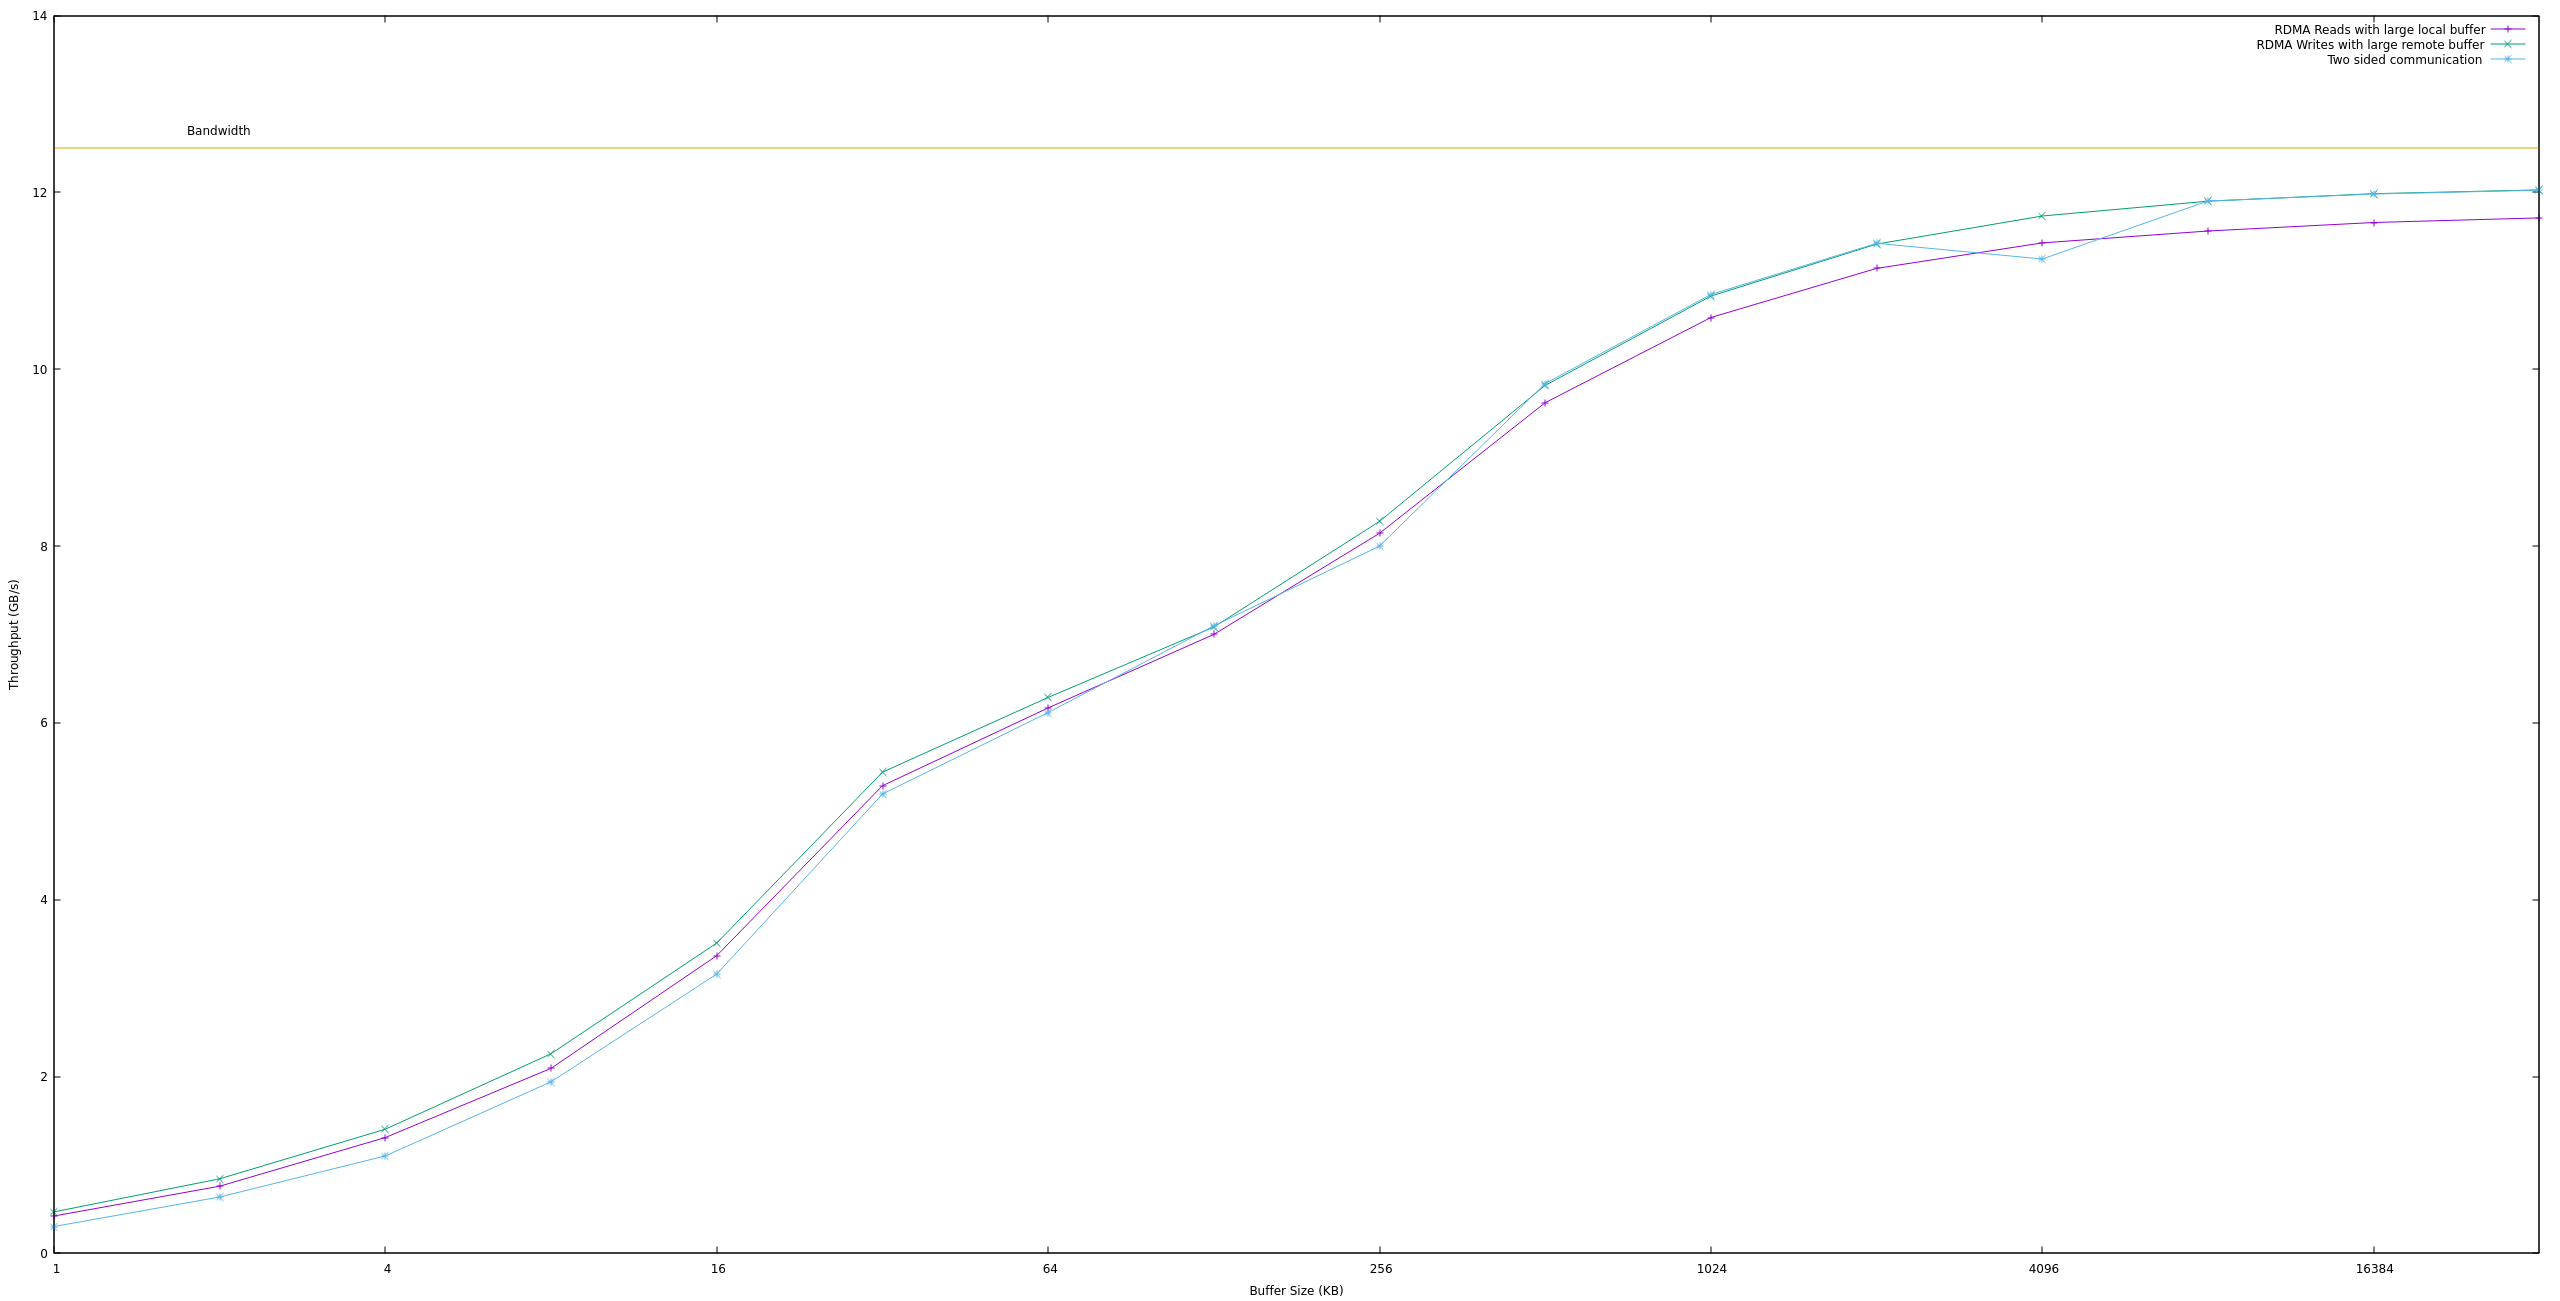 14
RDMA Reads with large local buffer
RDMA Writes with large remote buffer
Two sided communication
Bandwidth
12
10
8
6
4
2
0
Throughput (GB/s)
1 4 16 64 256 1024 4096 16384
Buffer Size (KB)